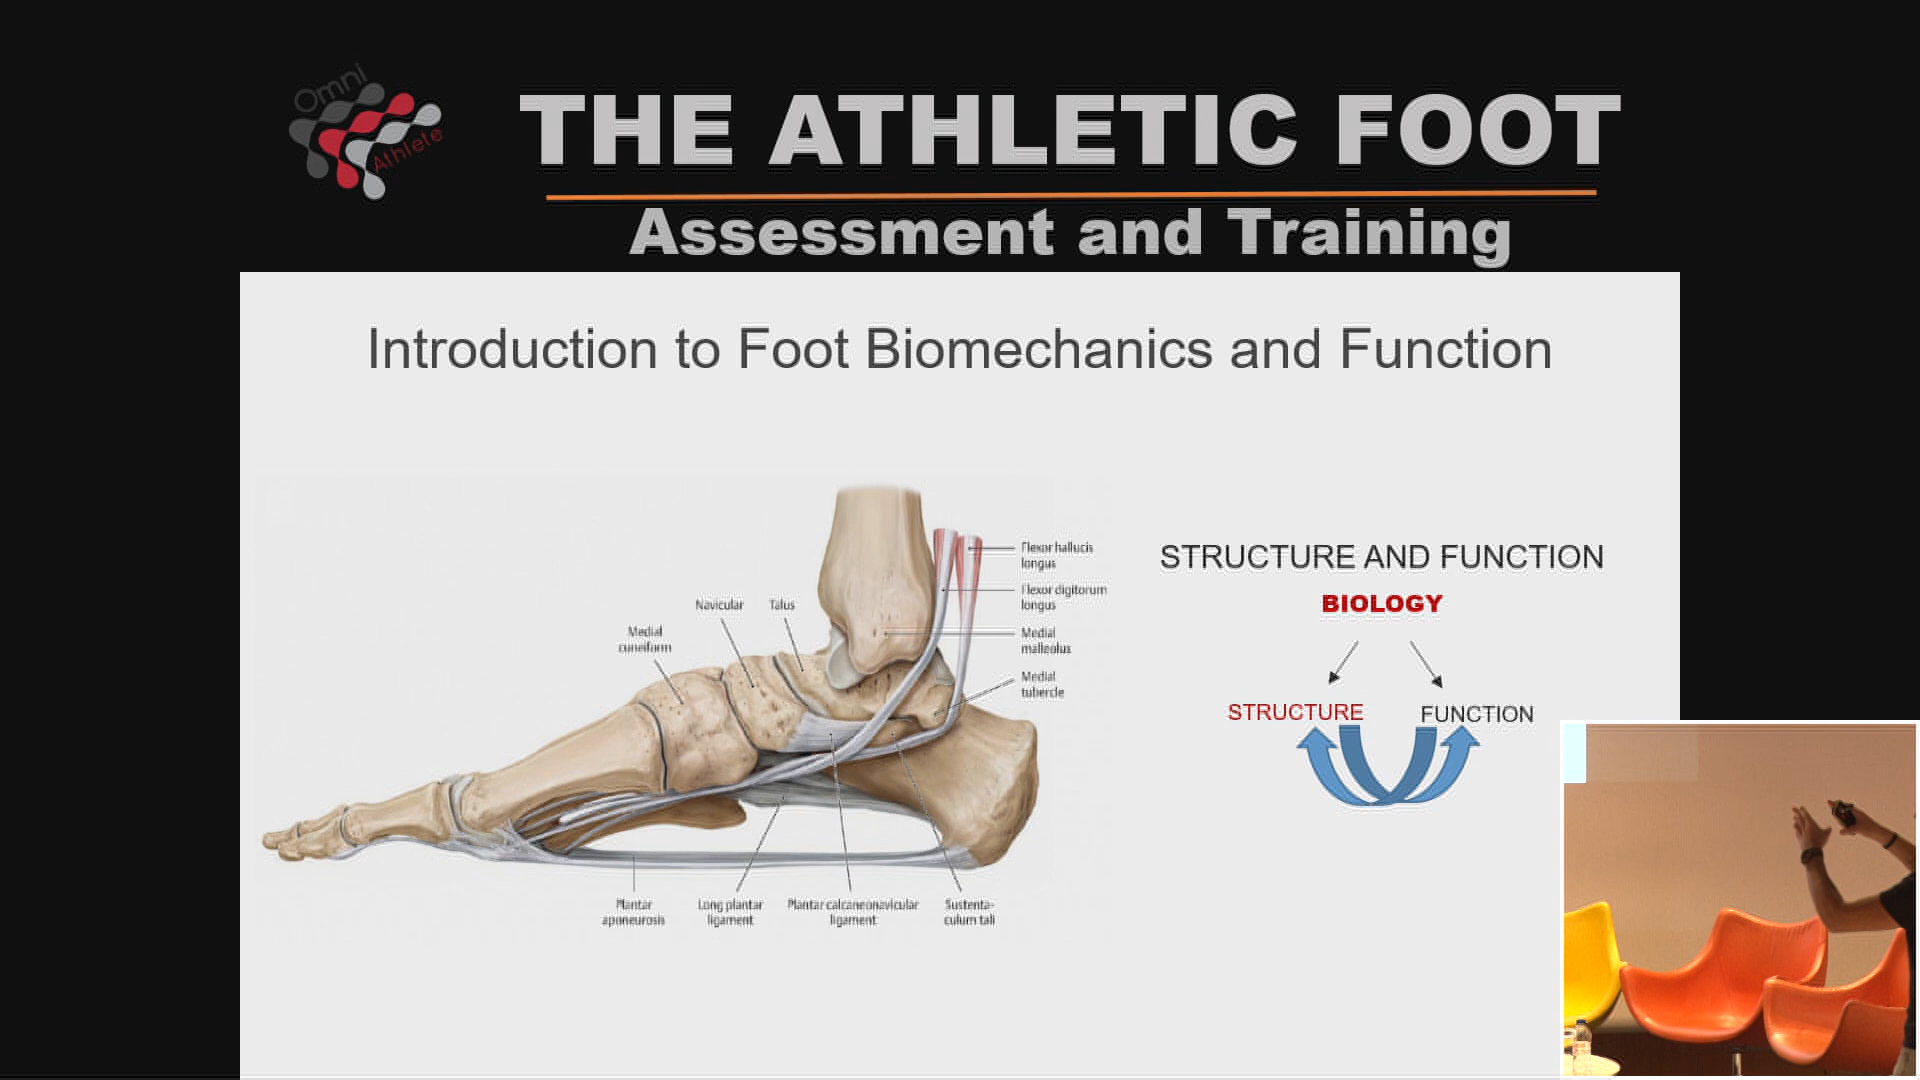 Omni
Athlete
THE ATHLETIC FOOT
Assessment and Training
Introduction to Foot Biomechanics and Function
Flexor hallucis
longus
Flexor digitorum
longus
Navicular
Talus
Medial
cuneiform
Medial
malleolus
Medial
tubercle
Plantar
aponeurosis
Long plantar
ligament
Plantar calcaneonavicular
ligament
Sustenta-
culum tali
STRUCTURE AND FUNCTION
BIOLOGY
STRUCTURE
FUNCTION